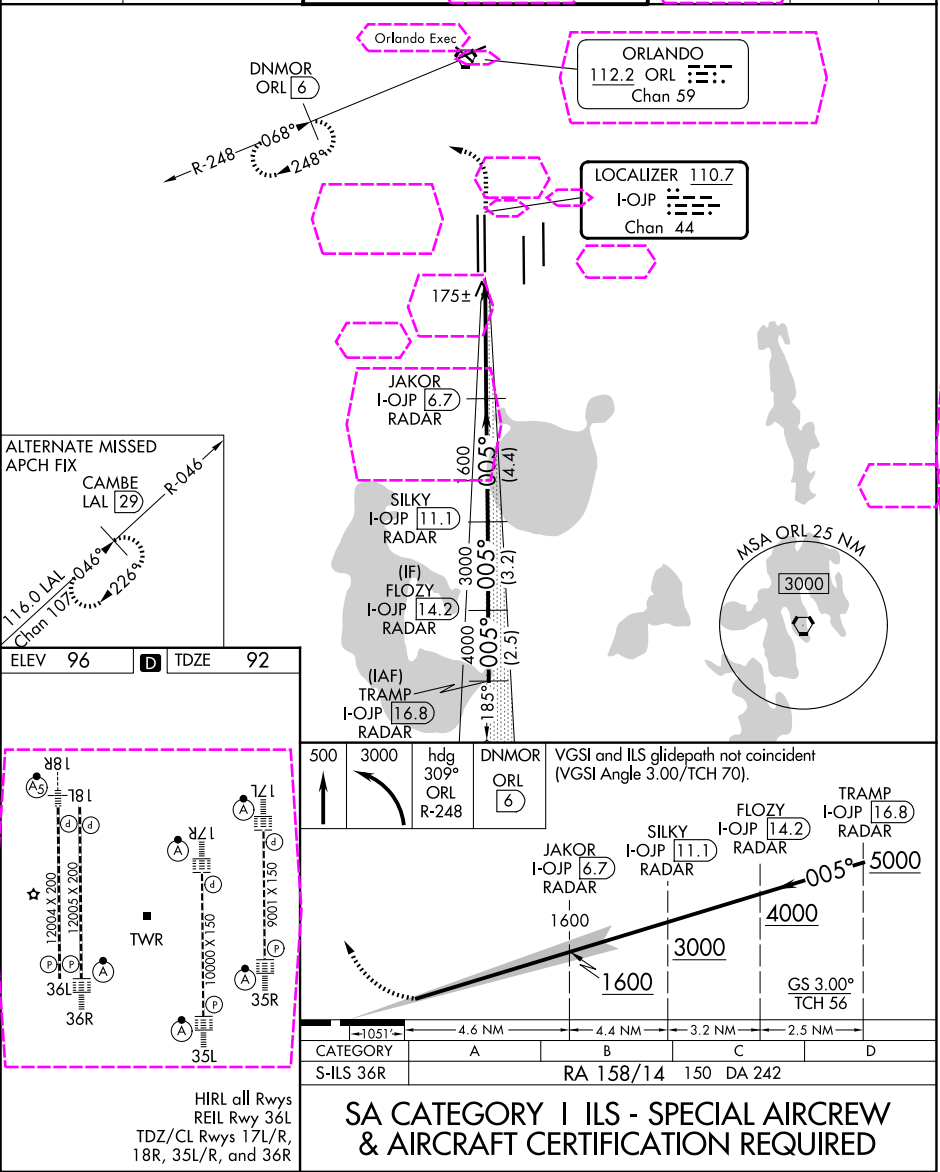 Orlando Exec
ORLANDO
112.2 ORL
Chan 59
DNMOR
ORL 6
R-248
068°
248°
LOCALIZER 110.7
I-OJP
Chan 44
175±
JAKOR
I-OJP 6.7
RADAR
1600
005°
(4.4)
SILKY
I-OJP 11.1
RADAR
3000
005°
(3.2)
(IF)
FLOZY
I-OJP 14.2
RADAR
4000
005°
(2.5)
(IAF)
TRAMP
I-OJP 16.8
RADAR
185°
ALTERNATE MISSED
APCH FIX
CAMBE
LAL 29
R-046
046°
226°
116.0 LAL
Chan 107
MSA ORL 25 NM
3000
ELEV 96 D TDZE 92
18R
18L
A5
P
P
12004 X 200
12005 X 200
P
P
36L
36R
A
TWR
17R
A
P
10000 X 150
P
A
35L
17L
A
P
9001 X 150
P
A
35R
HIRL all Rwys
REIL Rwy 36L
TDZ/CL Rwys 17L/R,
18R, 35L/R, and 36R
500
3000
hdg
309°
ORL
R-248
DNMOR
ORL
6
VGSI and ILS glidepath not coincident
(VGSI Angle 3.00/TCH 70).
JAKOR
I-OJP 6.7
RADAR
SILKY
I-OJP 11.1
RADAR
FLOZY
I-OJP 14.2
RADAR
TRAMP
I-OJP 16.8
RADAR
005°
5000
4000
3000
1600
1600
GS 3.00°
TCH 56
1051'
4.6 NM
4.4 NM
3.2 NM
2.5 NM
CATEGORY A B C D
S-ILS 36R RA 158/14 150 DA 242
SA CATEGORY I ILS - SPECIAL AIRCREW
& AIRCRAFT CERTIFICATION REQUIRED